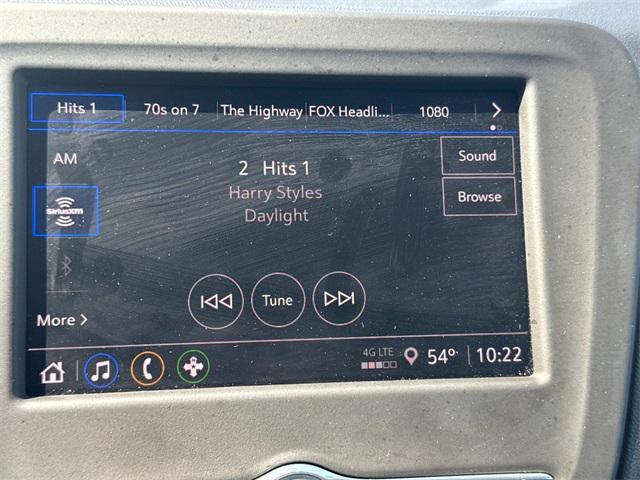 Hits 1 70s on 7 The Highway FOX Headli... 1080 >
AM
2 Hits 1
Sound
Harry Styles
SiriusXM
Browse
Daylight
Tune
More >
4G LTE 54° 10:22